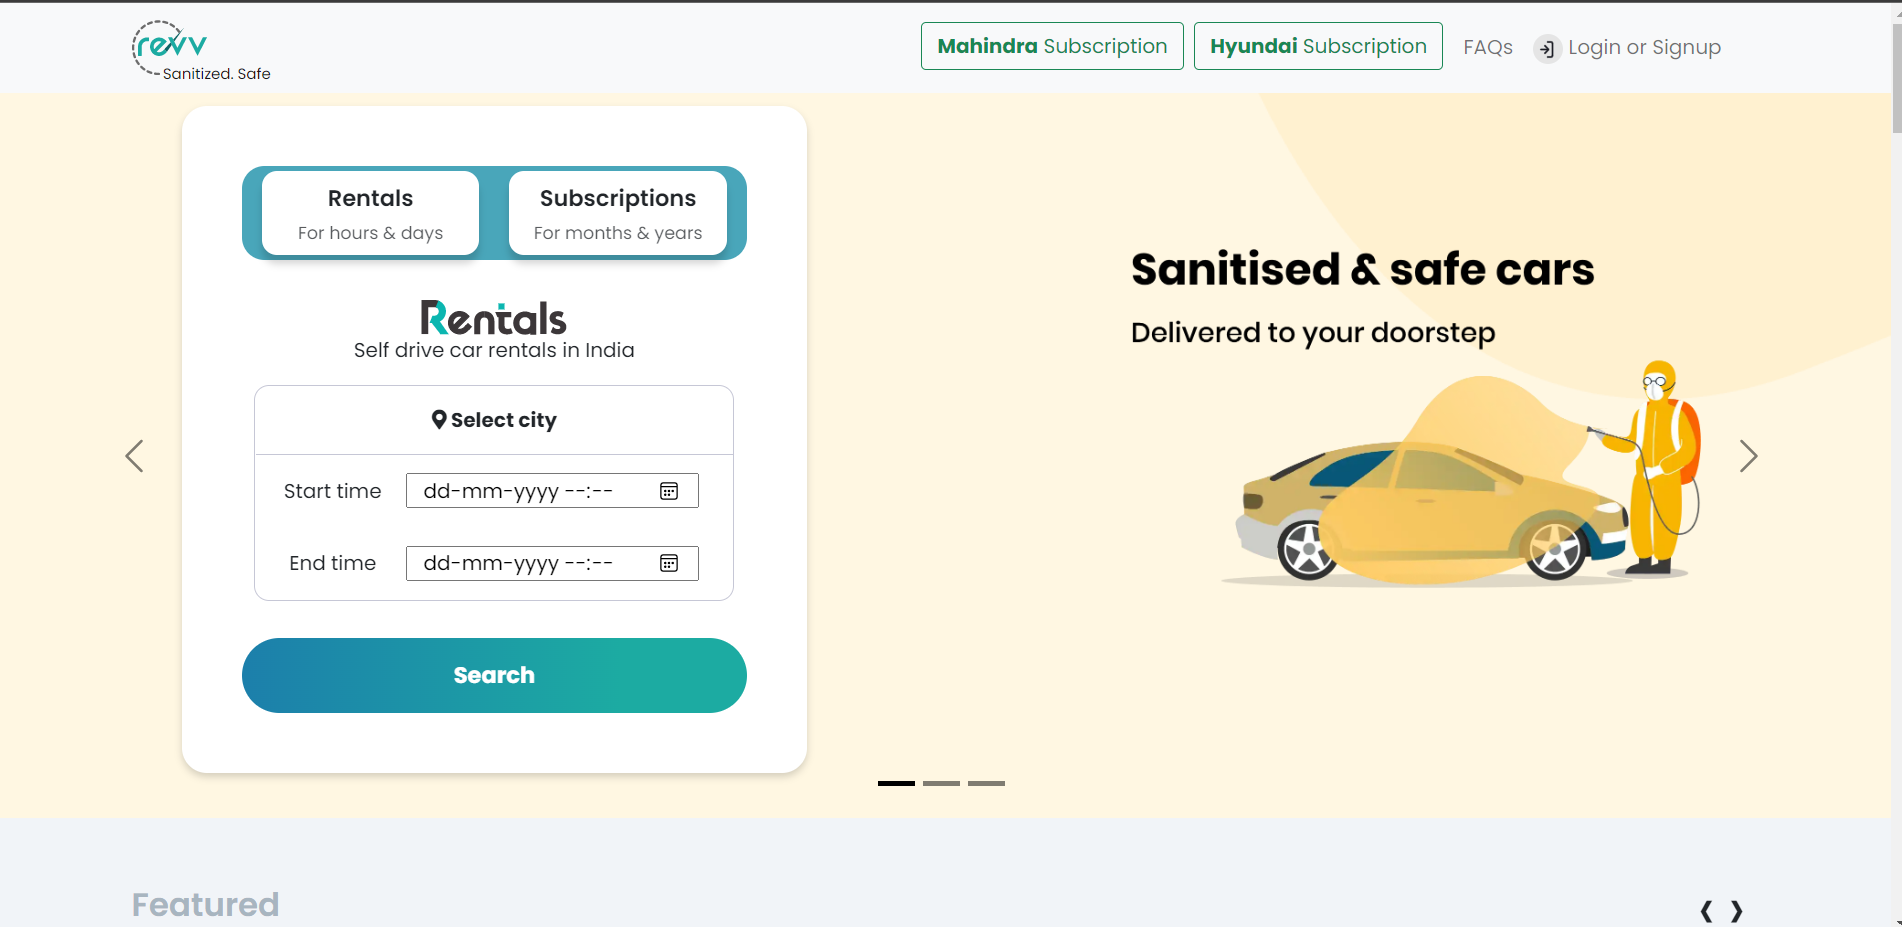 revv
Sanitized. Safe
Mahindra Subscription
Hyundai Subscription
FAQs
Login or Signup
Rentals
For hours & days
Subscriptions
For months & years
Rentals
Self drive car rentals in India
Select city
Start time
dd-mm-yyyy --:--
End time
dd-mm-yyyy --:--
Search
Sanitised & safe cars
Delivered to your doorstep
Featured